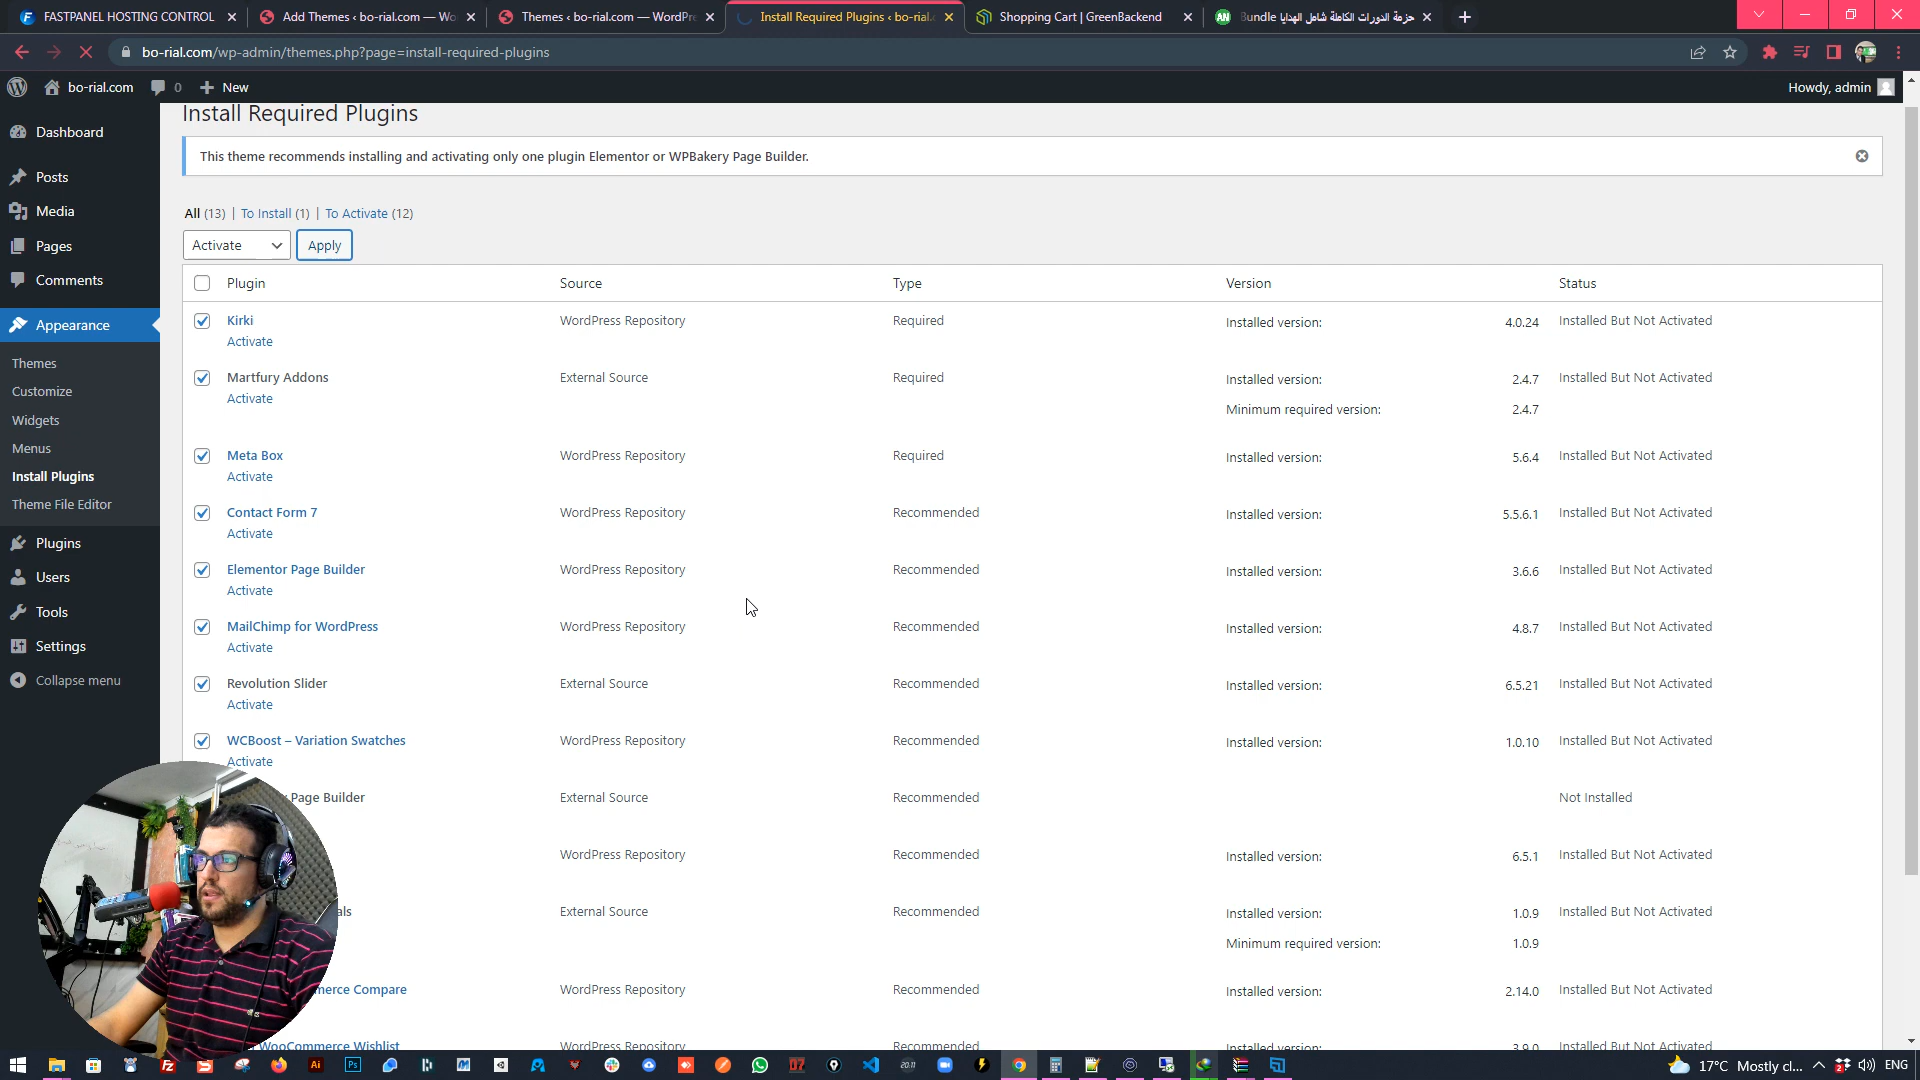 FASTPANEL HOSTING CONTROL
Add Themes ‹ bo-rial.com — Wo
Themes ‹ bo-rial.com — WordPre
Install Required Plugins ‹ bo-rial.c
Shopping Cart | GreenBackend
حزمة الدورات الكاملة شامل الهدايا Bundle
bo-rial.com/wp-admin/themes.php?page=install-required-plugins
bo-rial.com 0 New Howdy, admin
Install Required Plugins
This theme recommends installing and activating only one plugin Elementor or WPBakery Page Builder.
All (13) | To Install (1) | To Activate (12)
Activate Apply
Plugin Source Type Version Status
Kirki WordPress Repository Required Installed version: 4.0.24 Installed But Not Activated
Activate
Martfury Addons External Source Required Installed version: 2.4.7 Installed But Not Activated
Activate Minimum required version: 2.4.7
Meta Box WordPress Repository Required Installed version: 5.6.4 Installed But Not Activated
Activate
Contact Form 7 WordPress Repository Recommended Installed version: 5.5.6.1 Installed But Not Activated
Activate
Elementor Page Builder WordPress Repository Recommended Installed version: 3.6.6 Installed But Not Activated
Activate
MailChimp for WordPress WordPress Repository Recommended Installed version: 4.8.7 Installed But Not Activated
Activate
Revolution Slider External Source Recommended Installed version: 6.5.21 Installed But Not Activated
Activate
WCBoost – Variation Swatches WordPress Repository Recommended Installed version: 1.0.10 Installed But Not Activated
Activate
Page Builder External Source Recommended Not Installed
WordPress Repository Recommended Installed version: 6.5.1 Installed But Not Activated
als External Source Recommended Installed version: 1.0.9 Installed But Not Activated
Minimum required version: 1.0.9
merce Compare WordPress Repository Recommended Installed version: 2.14.0 Installed But Not Activated
WooCommerce Wishlist WordPress Repository Recommended Installed version: 3.9.0 Installed But Not Activated
Dashboard
Posts
Media
Pages
Comments
Appearance
Themes
Customize
Widgets
Menus
Install Plugins
Theme File Editor
Plugins
Users
Tools
Settings
Collapse menu
17°C Mostly cl... ENG